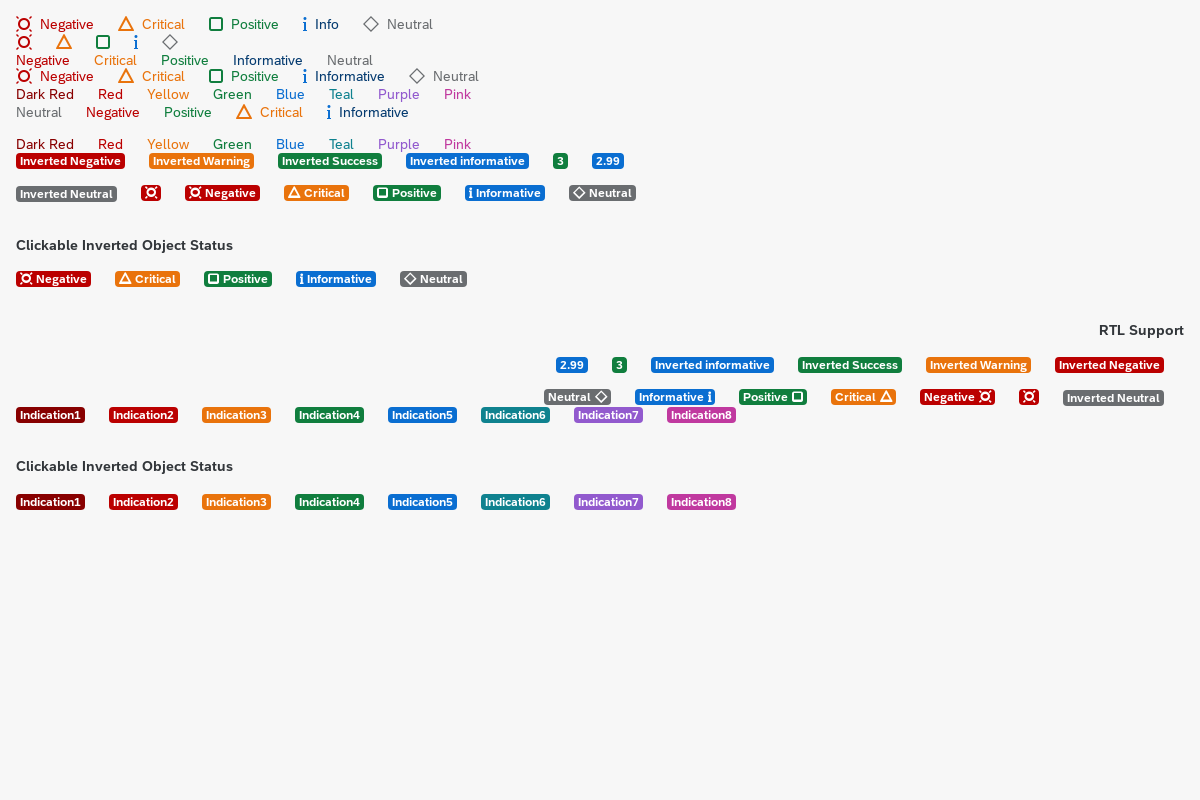 Negative Critical Positive Info Neutral
Negative Critical Positive Informative Neutral
Negative Critical Positive Informative Neutral
Dark Red Red Yellow Green Blue Teal Purple Pink
Neutral Negative Positive Critical Informative
Dark Red Red Yellow Green Blue Teal Purple Pink
Inverted Negative Inverted Warning Inverted Success Inverted informative 3 2.99
Inverted Neutral Negative Critical Positive Informative Neutral
Clickable Inverted Object Status
Negative Critical Positive Informative Neutral
RTL Support
2.99 3 Inverted informative Inverted Success Inverted Warning Inverted Negative
Neutral Informative Positive Critical Negative Inverted Neutral
Indication1 Indication2 Indication3 Indication4 Indication5 Indication6 Indication7 Indication8
Clickable Inverted Object Status
Indication1 Indication2 Indication3 Indication4 Indication5 Indication6 Indication7 Indication8